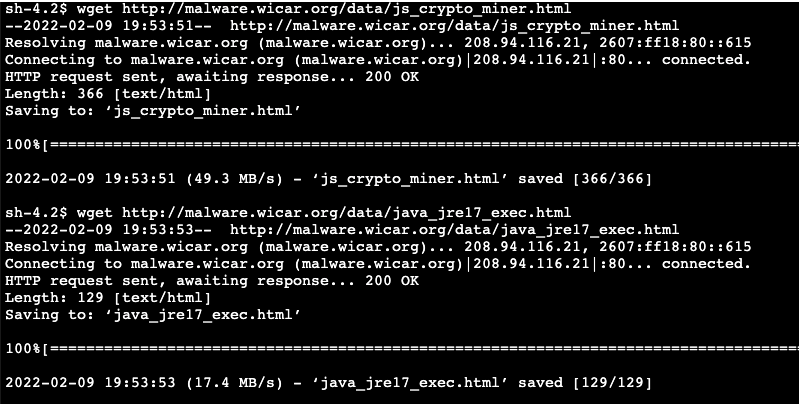 sh-4.2$ wget http://malware.wicar.org/data/js_crypto_miner.html
--2022-02-09 19:53:51--  http://malware.wicar.org/data/js_crypto_miner.html
Resolving malware.wicar.org (malware.wicar.org)... 208.94.116.21, 2607:ff18:80::615
Connecting to malware.wicar.org (malware.wicar.org)|208.94.116.21|:80... connected.
HTTP request sent, awaiting response... 200 OK
Length: 366 [text/html]
Saving to: ‘js_crypto_miner.html’
100%[==========================================================================================
2022-02-09 19:53:51 (49.3 MB/s) - ‘js_crypto_miner.html’ saved [366/366]
sh-4.2$ wget http://malware.wicar.org/data/java_jre17_exec.html
--2022-02-09 19:53:53--  http://malware.wicar.org/data/java_jre17_exec.html
Resolving malware.wicar.org (malware.wicar.org)... 208.94.116.21, 2607:ff18:80::615
Connecting to malware.wicar.org (malware.wicar.org)|208.94.116.21|:80... connected.
HTTP request sent, awaiting response... 200 OK
Length: 129 [text/html]
Saving to: ‘java_jre17_exec.html’
100%[==========================================================================================
2022-02-09 19:53:53 (17.4 MB/s) - ‘java_jre17_exec.html’ saved [129/129]